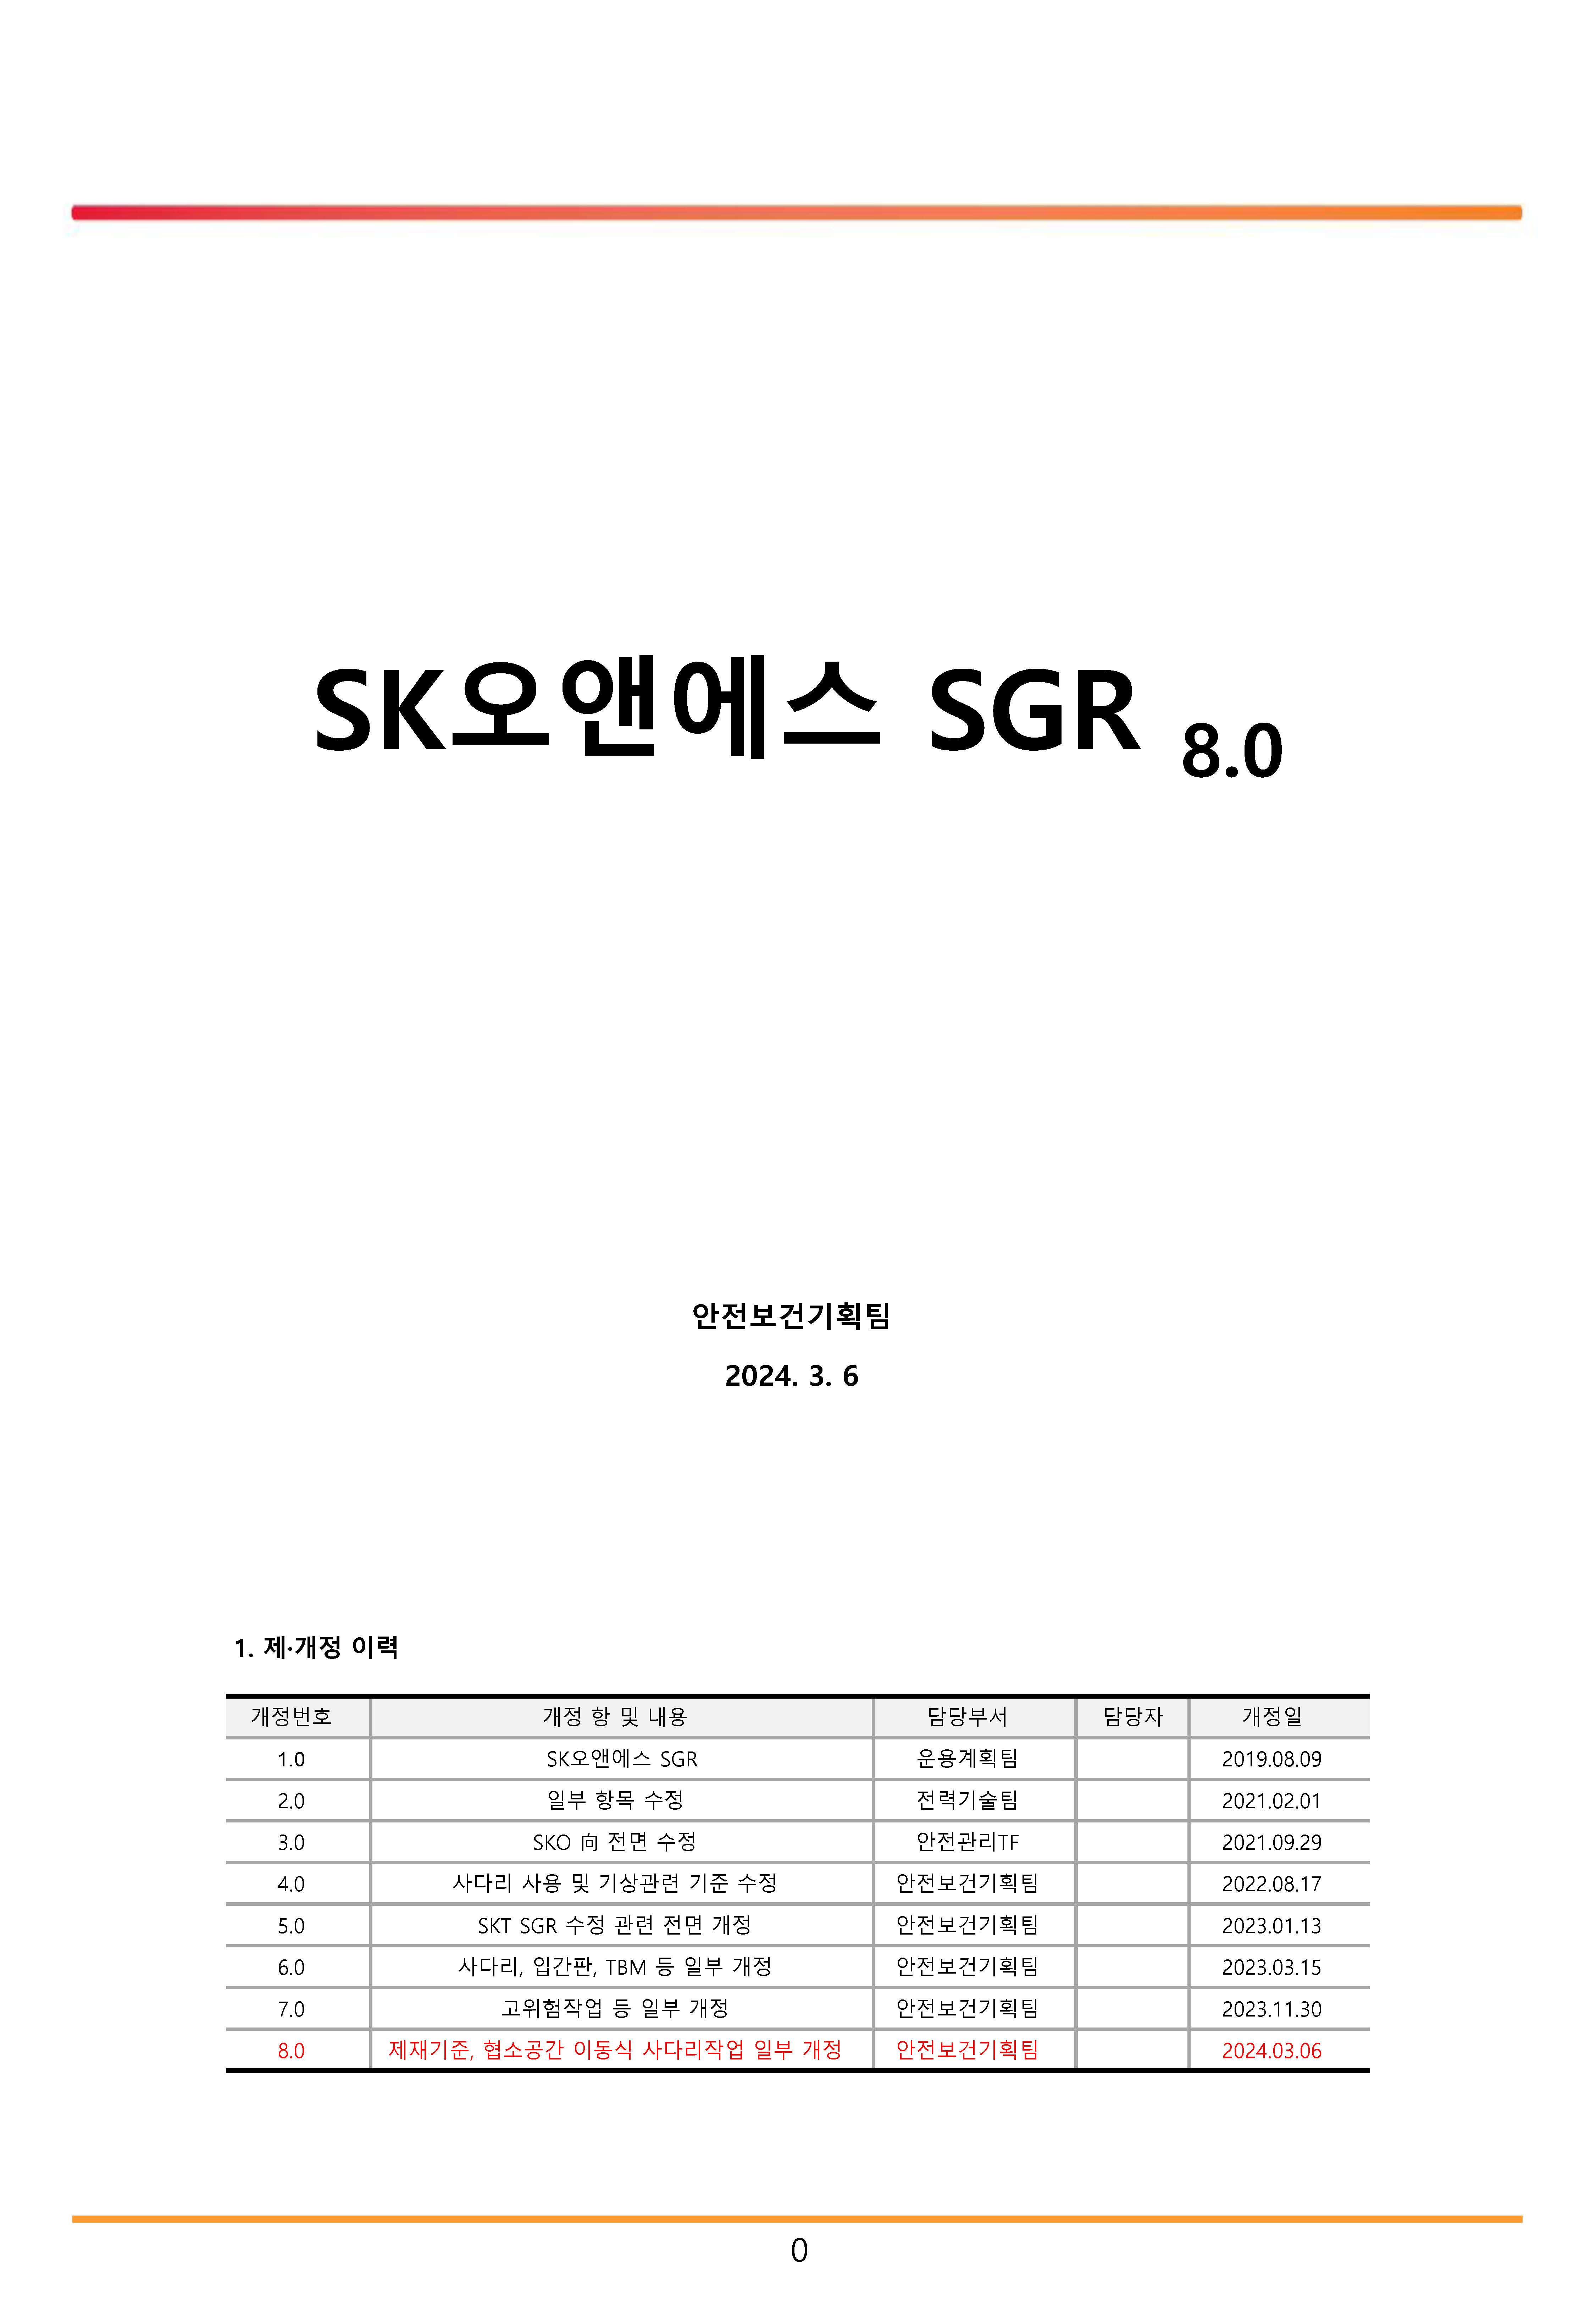 SK오앤에스 SGR 8.0
안전보건기획팀
2024. 3. 6
1. 제·개정 이력
개정번호 개정 항 및 내용 담당부서 담당자 개정일
1.0 SK오앤에스 SGR 운용계획팀 2019.08.09
2.0 일부 항목 수정 전력기술팀 2021.02.01
3.0 SKO 向 전면 수정 안전관리TF 2021.09.29
4.0 사다리 사용 및 기상관련 기준 수정 안전보건기획팀 2022.08.17
5.0 SKT SGR 수정 관련 전면 개정 안전보건기획팀 2023.01.13
6.0 사다리, 입간판, TBM 등 일부 개정 안전보건기획팀 2023.03.15
7.0 고위험작업 등 일부 개정 안전보건기획팀 2023.11.30
8.0 제재기준, 협소공간 이동식 사다리작업 일부 개정 안전보건기획팀 2024.03.06
0